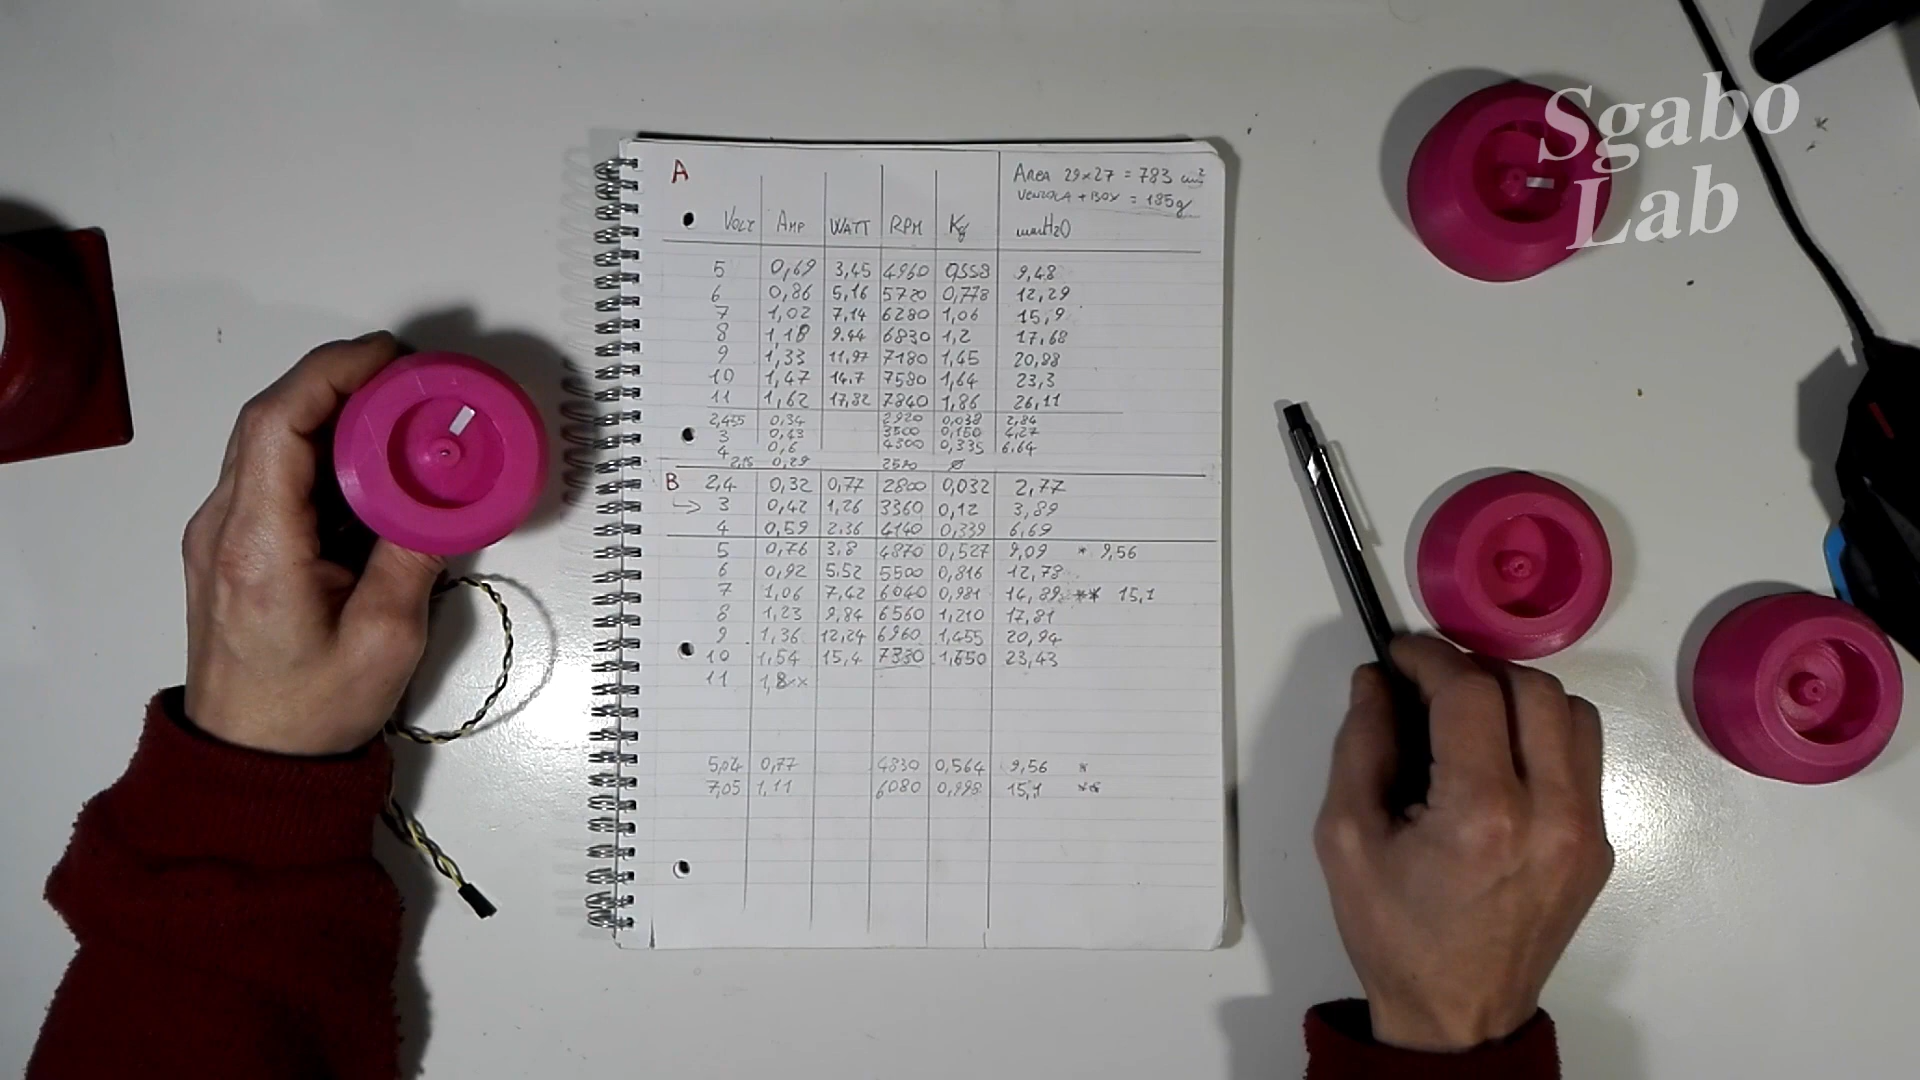 A
AREA 29×27 = 783 cm²
VENTOLA + BOX = 185g
VOLT AMP WATT RPM Kg mmH2O
5 0,69 3,45 4960 0,558 9,48
6 0,86 5,16 5720 0,778 12,29
7 1,02 7,14 6280 1,06 15,9
8 1,18 9.44 6830 1,2 17,68
9 1,33 11,97 7180 1,45 20,88
10 1,47 14.7 7580 1,64 23,3
11 1,62 17,82 7840 1,86 26,11
2,455 0,34 2920 0,038 2,84
3 0,43 3500 0,150 4,27
4 0,6 4300 0,335 6.64
2,15 0,29 2580 Ø
B 2,4 0,32 0,77 2800 0,032 2,77
→ 3 0,42 1,26 3360 0,12 3,89
4 0,59 2.36 4140 0,339 6,69
5 0,76 3,8 4870 0,527 9,09 * 9,56
6 0,92 5.52 5500 0,816 12,78
7 1,06 7,42 6040 0,981 14,89 ** 15,1
8 1,23 9,84 6560 1,210 17,81
9 1,36 12,24 6960 1,455 20,94
10 1,54 15,4 7330 1,650 23,43
11 1,8xx
5,04 0,77 4830 0,564 9,56 *
7,05 1,11 6080 0,998 15,1 **
Sgabo
Lab